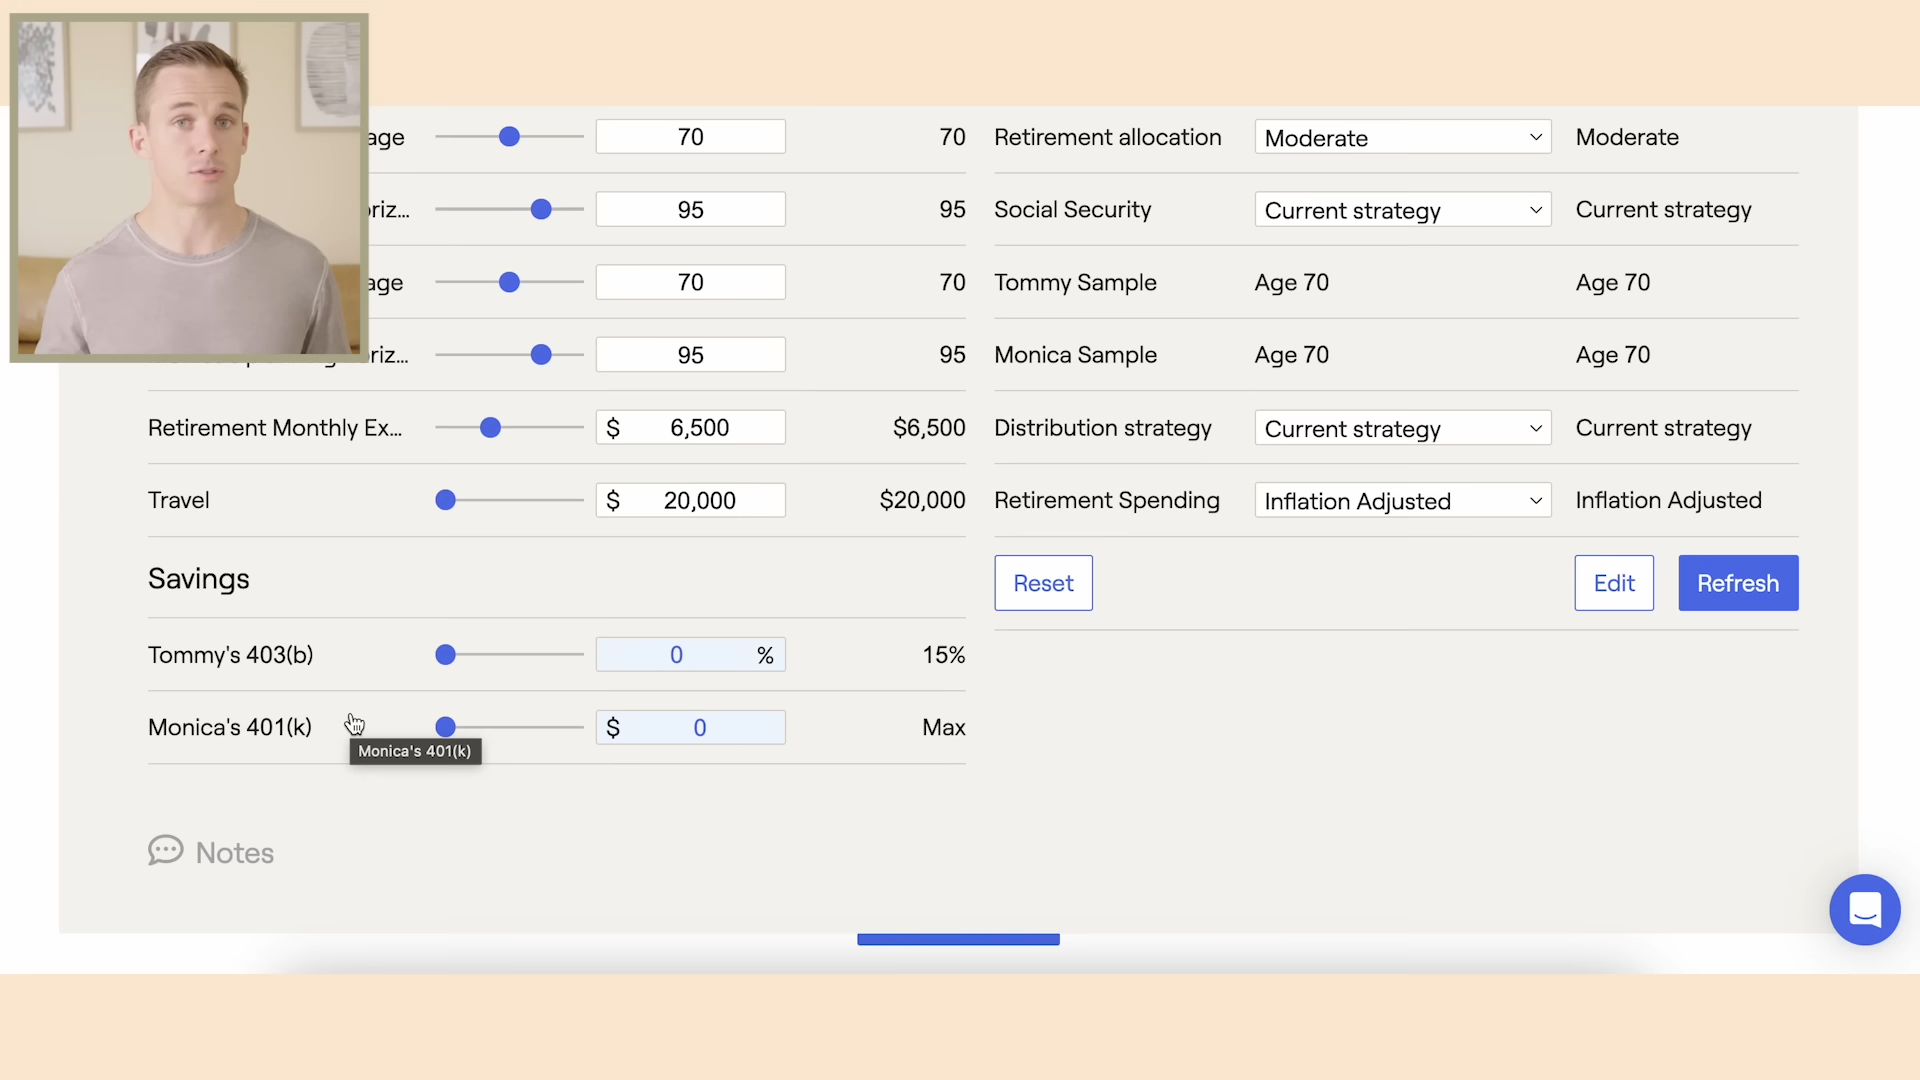 age 70 70 Retirement allocation Moderate Moderate
riz... 95 95 Social Security Current strategy Current strategy
age 70 70 Tommy Sample Age 70 Age 70
riz... 95 95 Monica Sample Age 70 Age 70
Retirement Monthly Ex... $ 6,500 $6,500 Distribution strategy Current strategy Current strategy
Travel $ 20,000 $20,000 Retirement Spending Inflation Adjusted Inflation Adjusted
Savings
Reset Edit Refresh
Tommy's 403(b) 0 % 15%
Monica's 401(k) $ 0 Max
Monica's 401(k)
Notes